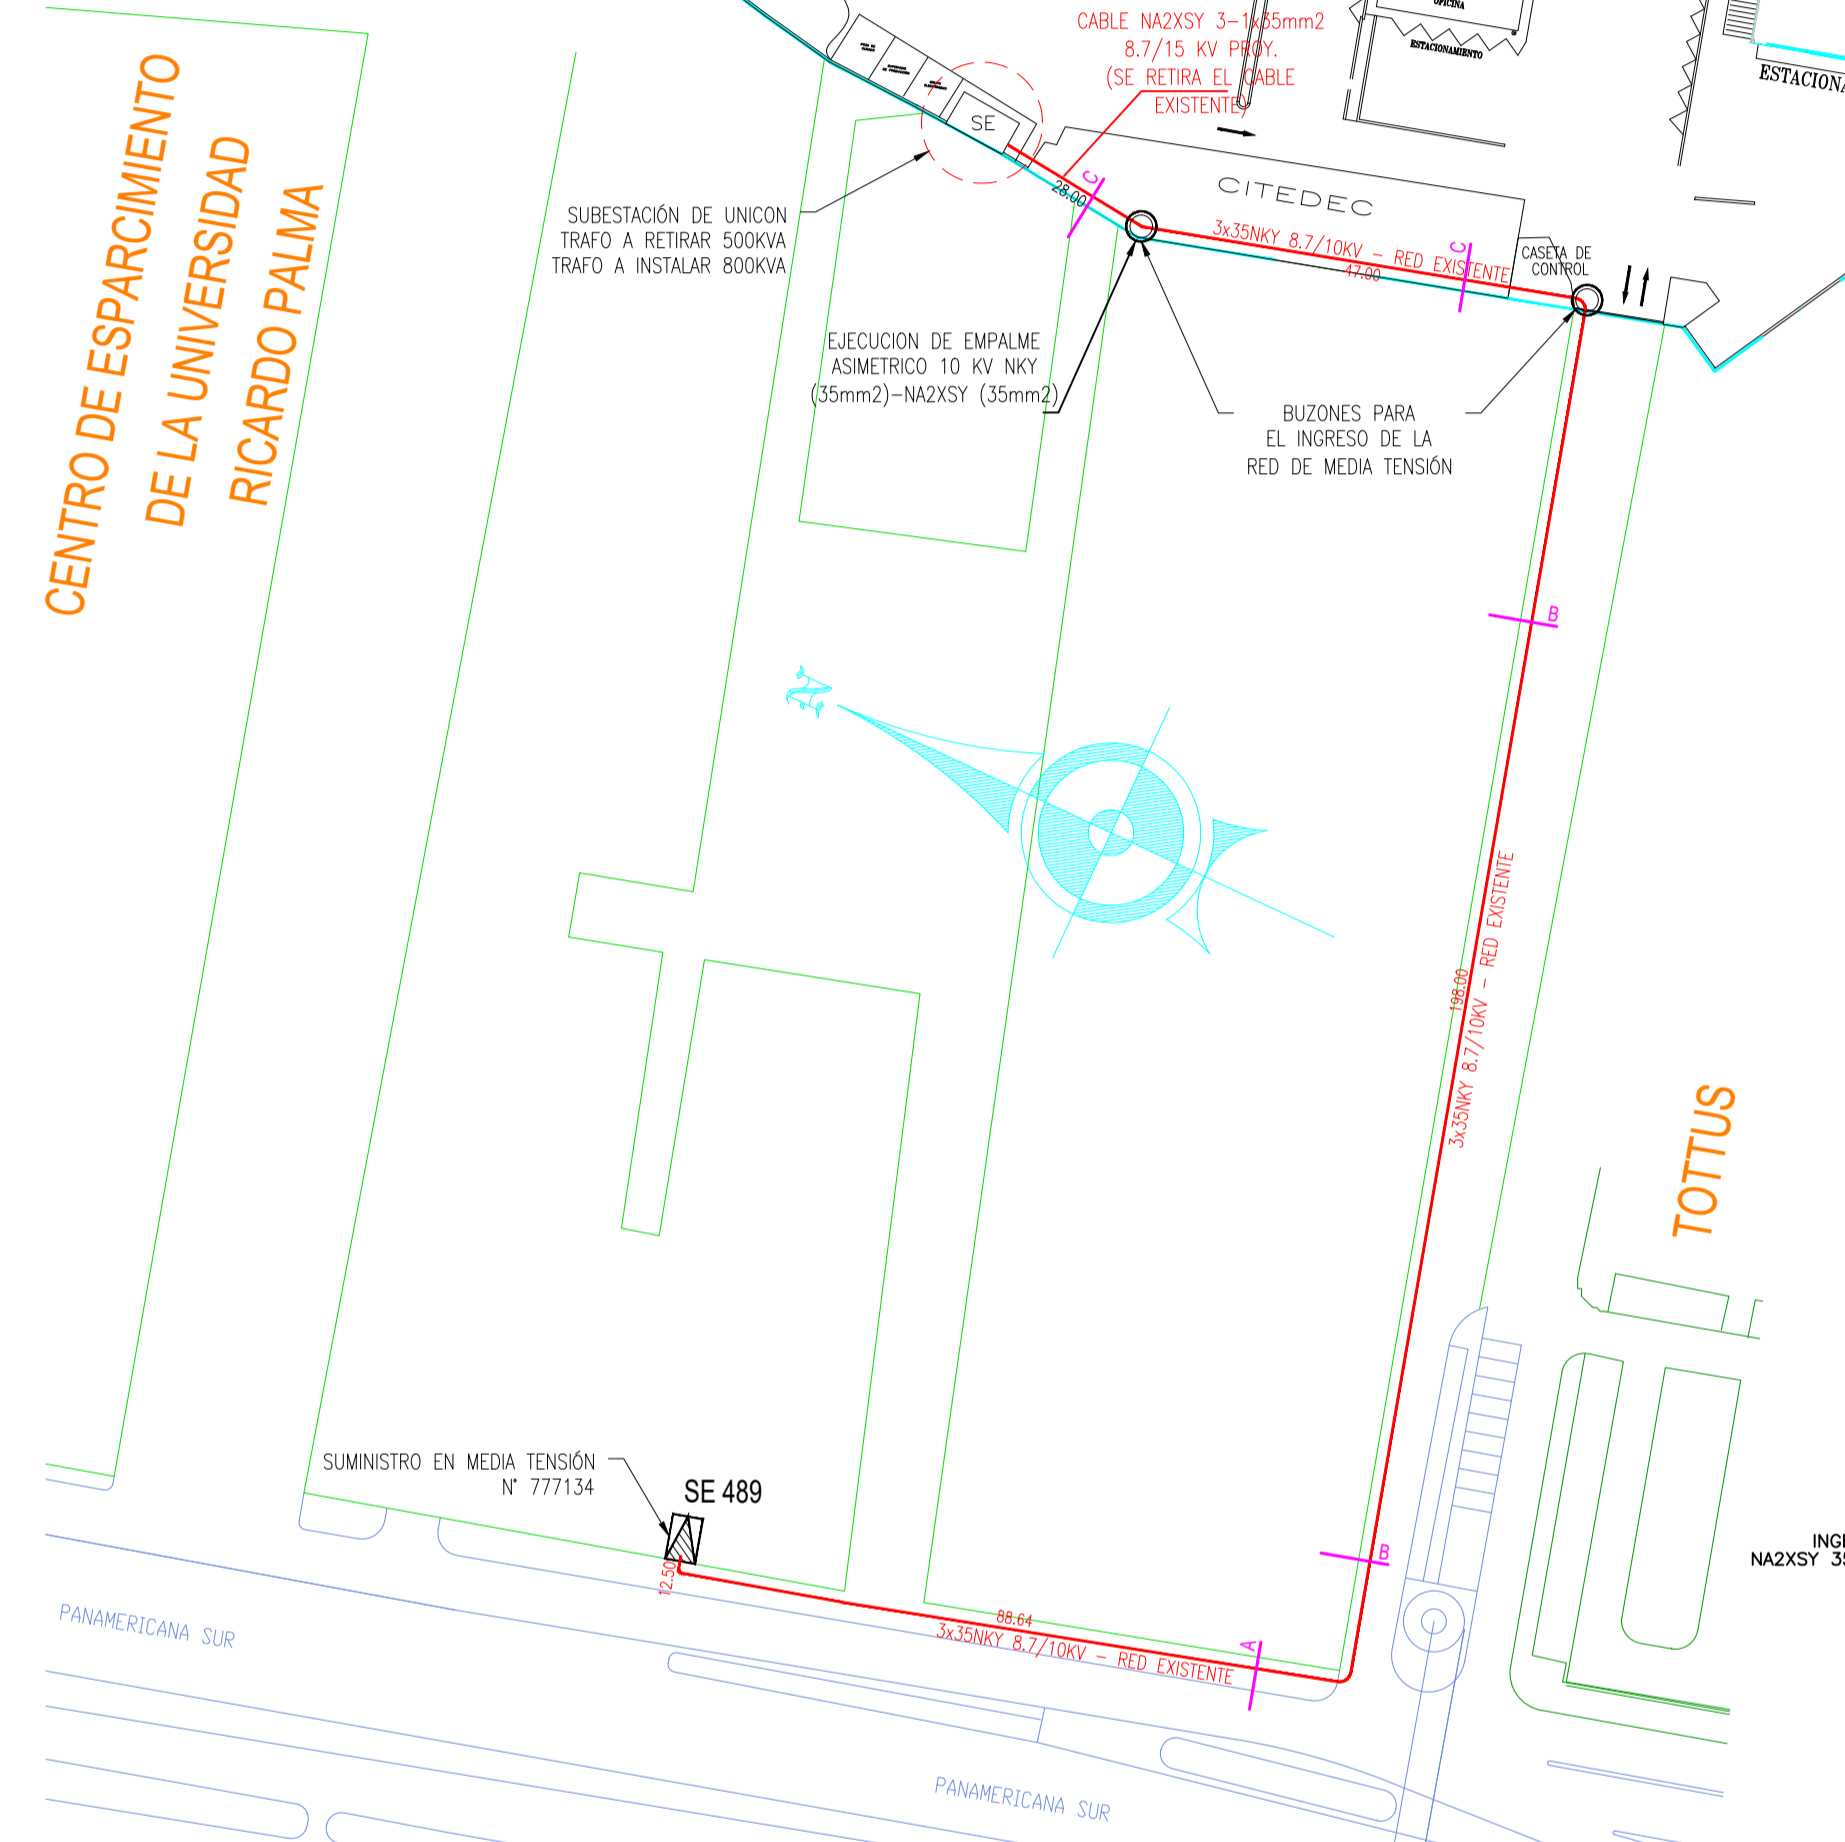 CABLE NA2XSY 3-1x35mm2
8.7/15 KV PROY.
(SE RETIRA EL CABLE
EXISTENTE)
OFICINA
ESTACIONAMIENTO
ESTACIONA
SE
CITEDEC
C
28.00
3x35NKY 8.7/10KV - RED EXISTENTE
47.00
C
CASETA DE
CONTROL
SUBESTACIÓN DE UNICON
TRAFO A RETIRAR 500KVA
TRAFO A INSTALAR 800KVA
CENTRO DE ESPARCIMIENTO
DE LA UNIVERSIDAD
RICARDO PALMA
EJECUCION DE EMPALME
ASIMETRICO 10 KV NKY
(35mm2)-NA2XSY (35mm2)
BUZONES PARA
EL INGRESO DE LA
RED DE MEDIA TENSIÓN
B
N
198.00
3x35NKY 8.7/10KV - RED EXISTENTE
TOTTUS
SUMINISTRO EN MEDIA TENSIÓN
N° 777134
SE 489
12.50
B
INGI
NA2XSY 35
88.64
3x35NKY 8.7/10KV - RED EXISTENTE
A
PANAMERICANA SUR
PANAMERICANA SUR